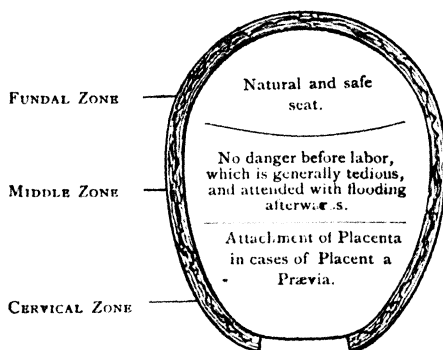 Natural and safe
seat.
FUNDAL ZONE
No danger before labor,
which is generally tedious,
and attended with flooding
MIDDLE ZONE
afterwards.
Attachment of Placenta
in cases of Placenta
Prævia.
CERVICAL ZONE